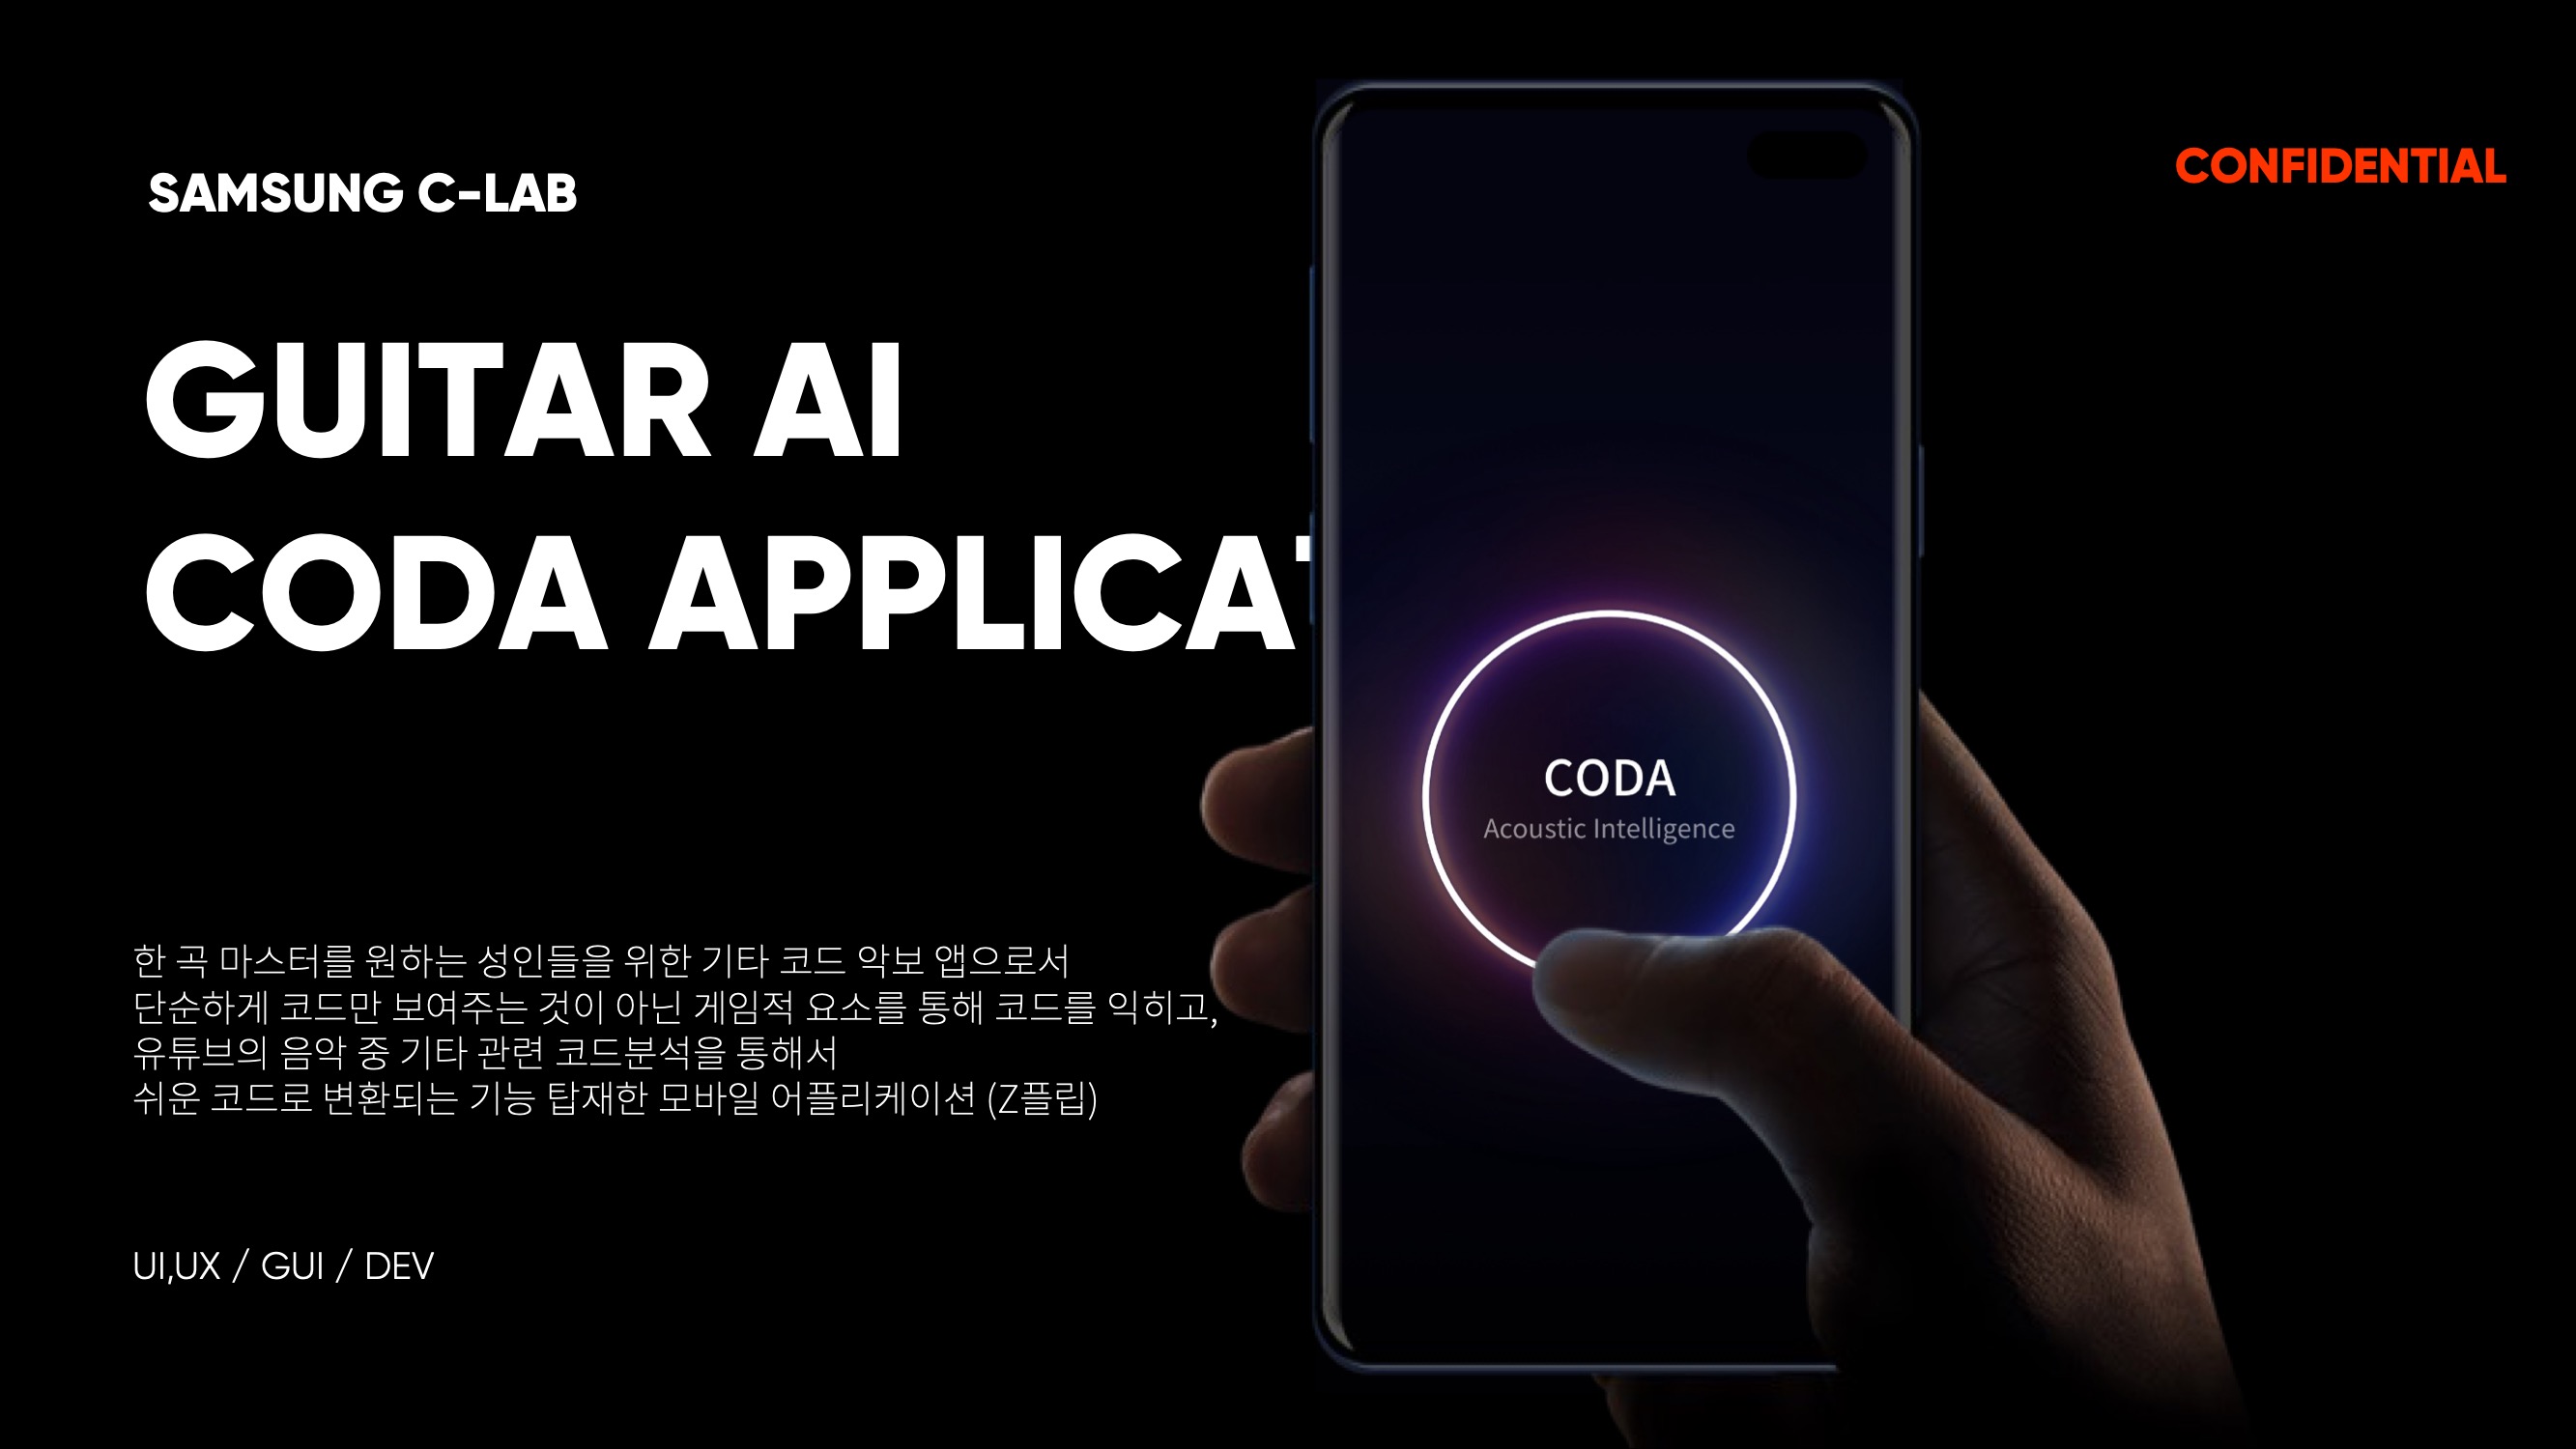 SAMSUNG C-LAB
CONFIDENTIAL
GUITAR AI
CODA
CODA
Acoustic Intelligence
한 곡 마스터를 원하는 성인들을 위한 기타 코드 악보 앱으로서
단순하게 코드만 보여주는 것이 아닌 게임적 요소를 통해 코드를 익히고,
유튜브의 음악 중 기타 관련 코드분석을 통해서
쉬운 코드로 변환되는 기능 탑재한 모바일 어플리케이션 (Z플립)
UI,UX / GUI / DEV